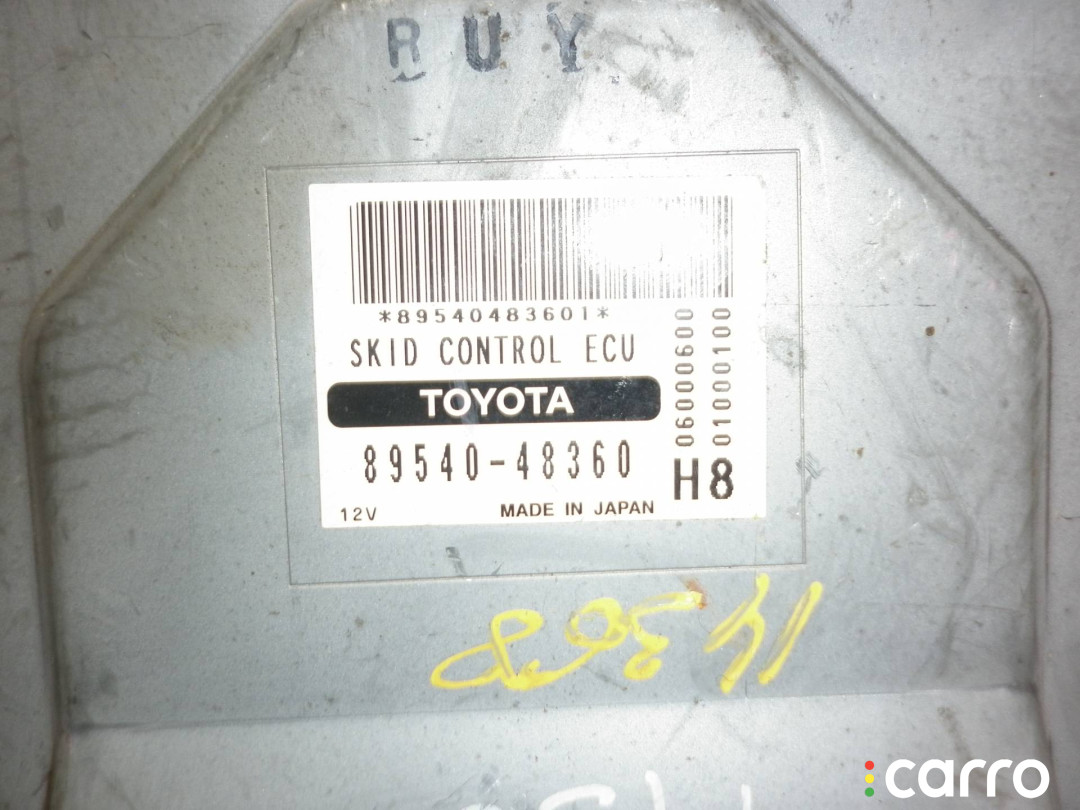 RUY
*89540483601*
SKID CONTROL ECU
TOYOTA
89540-48360
12V MADE IN JAPAN
06000600
01000100
H8
carro